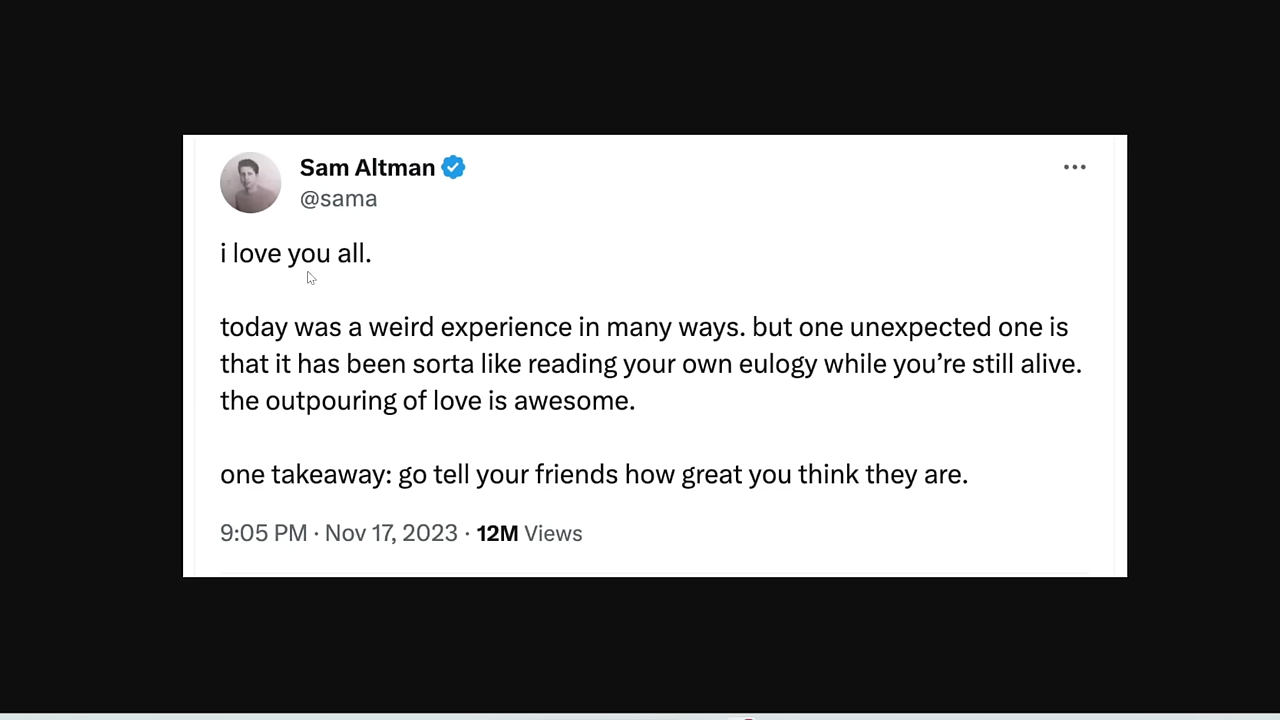 Sam Altman
@sama
i love you all.
today was a weird experience in many ways. but one unexpected one is
that it has been sorta like reading your own eulogy while you’re still alive.
the outpouring of love is awesome.
one takeaway: go tell your friends how great you think they are.
9:05 PM · Nov 17, 2023 · 12M Views